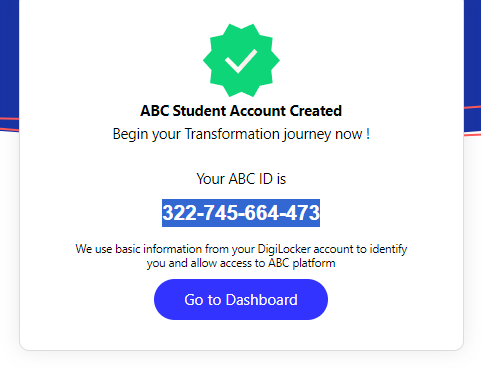 ABC Student Account Created
Begin your Transformation journey now !
Your ABC ID is
322-745-664-473
We use basic information from your DigiLocker account to identify
you and allow access to ABC platform
Go to Dashboard